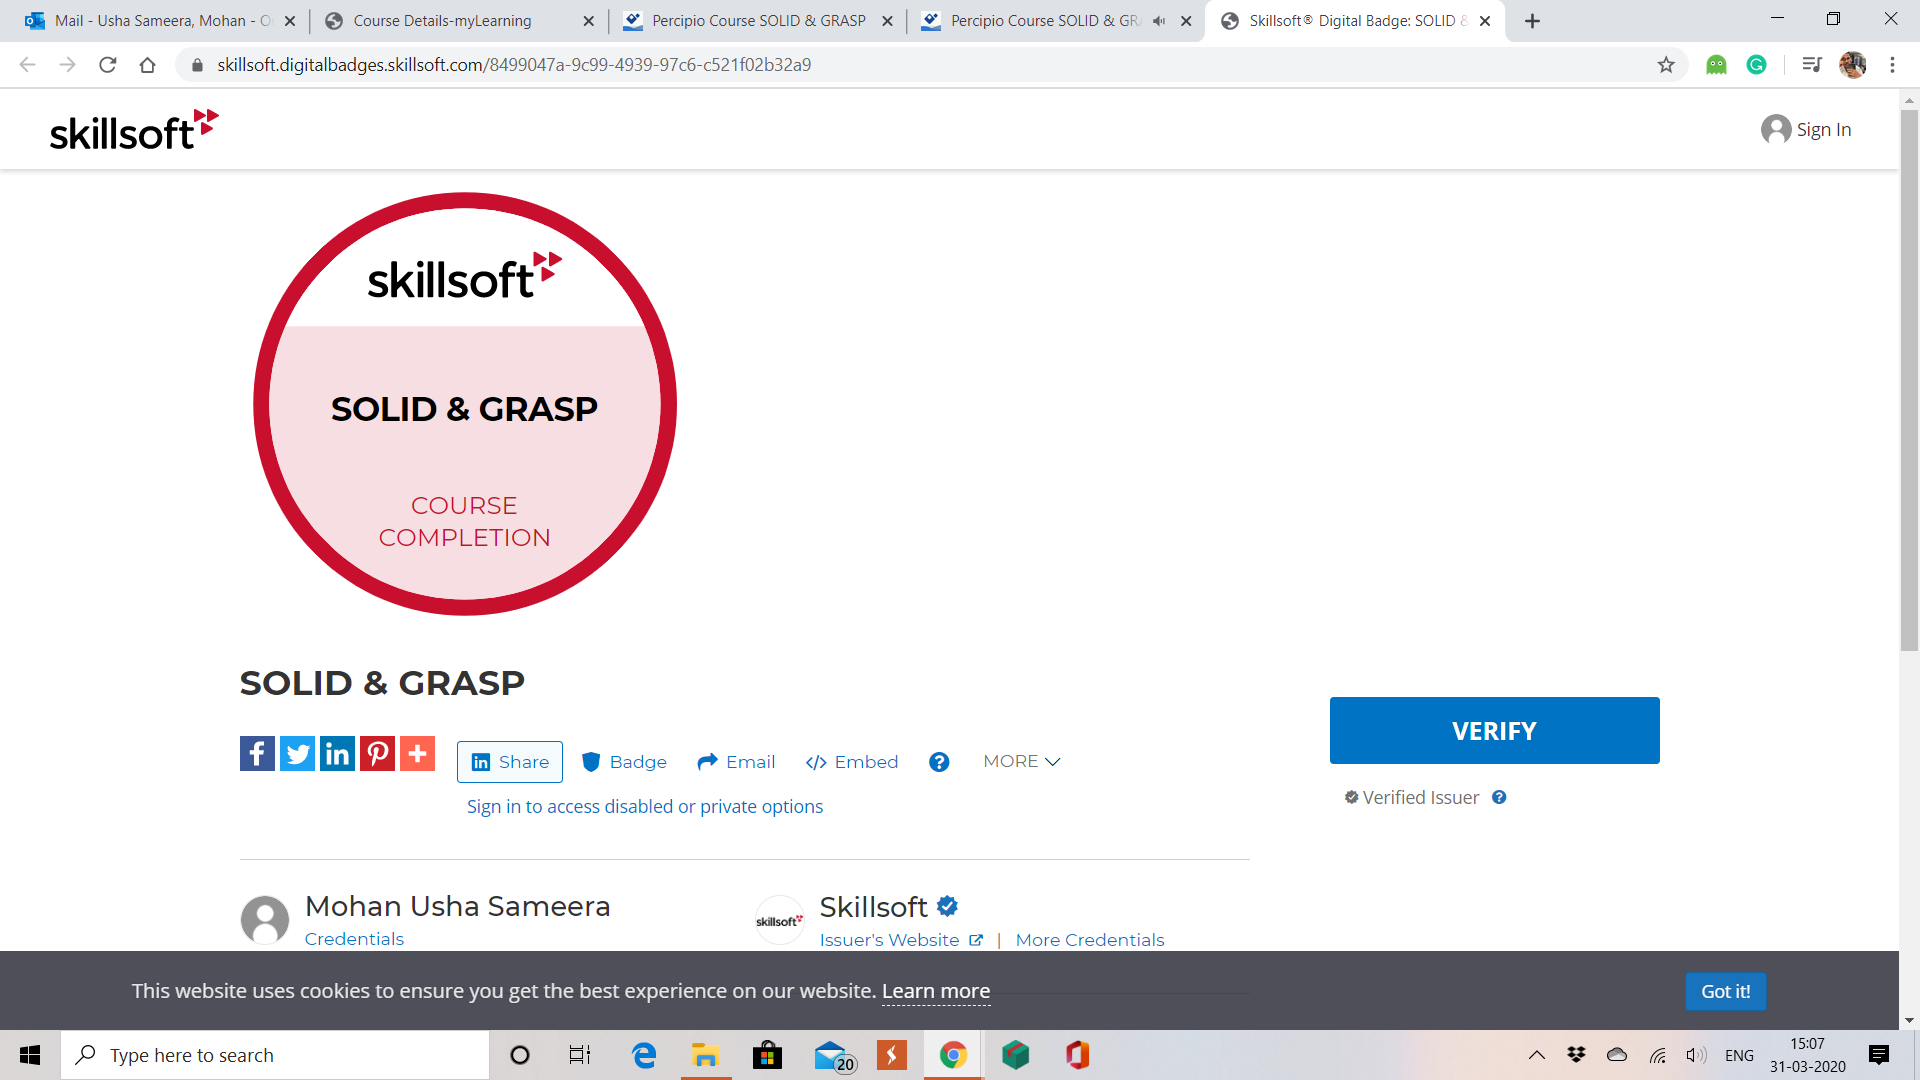 Mail - Usha Sameera, Mohan - O
Course Details-myLearning
Percipio Course SOLID & GRASP
Percipio Course SOLID & GRA
Skillsoft® Digital Badge: SOLID &
skillsoft.digitalbadges.skillsoft.com/8499047a-9c99-4939-97c6-c521f02b32a9
skillsoft
Sign In
skillsoft
SOLID & GRASP
COURSE
COMPLETION
SOLID & GRASP
VERIFY
Share
Badge
Email
Embed
MORE
Sign in to access disabled or private options
Verified Issuer
Mohan Usha Sameera
Credentials
skillsoft
Skillsoft
Issuer's Website | More Credentials
This website uses cookies to ensure you get the best experience on our website. Learn more
Got it!
Type here to search
20
ENG
15:07
31-03-2020